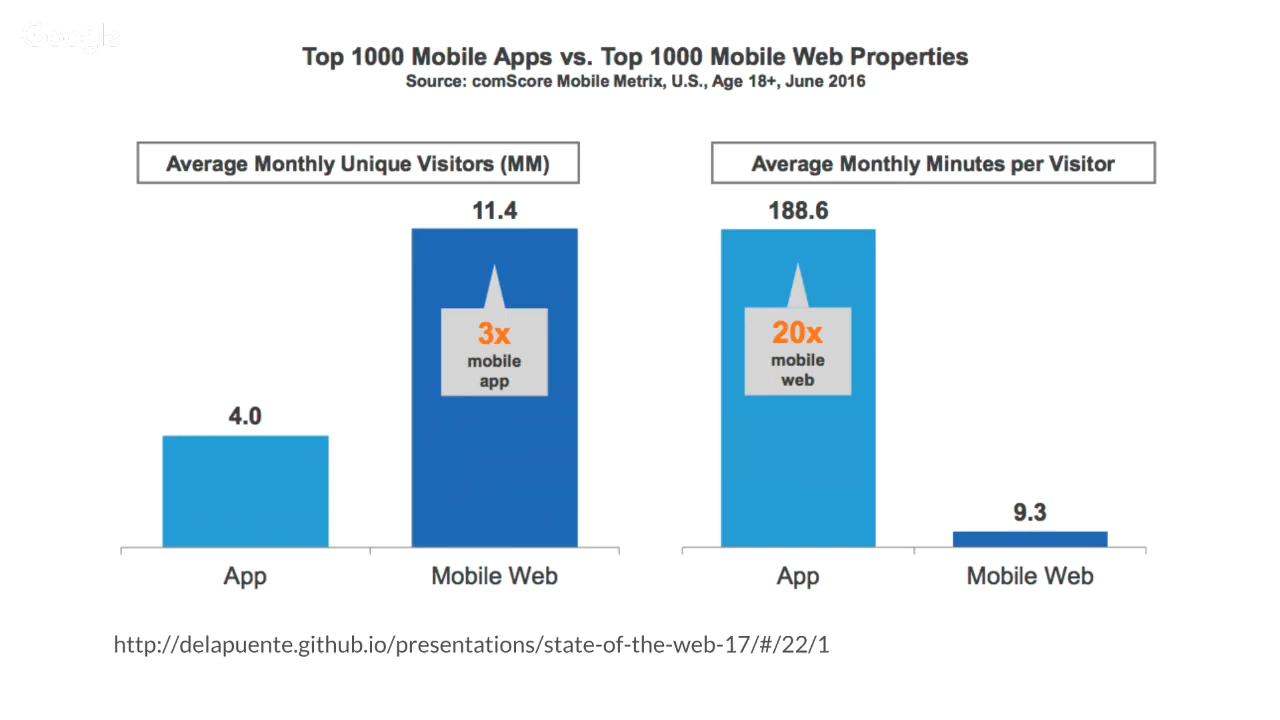 Google
Top 1000 Mobile Apps vs. Top 1000 Mobile Web Properties
Source: comScore Mobile Metrix, U.S., Age 18+, June 2016
Average Monthly Unique Visitors (MM)
4.0
11.4
3x
mobile
app
App
Mobile Web
Average Monthly Minutes per Visitor
188.6
20x
mobile
web
9.3
App
Mobile Web
http://delapuente.github.io/presentations/state-of-the-web-17/#/22/1